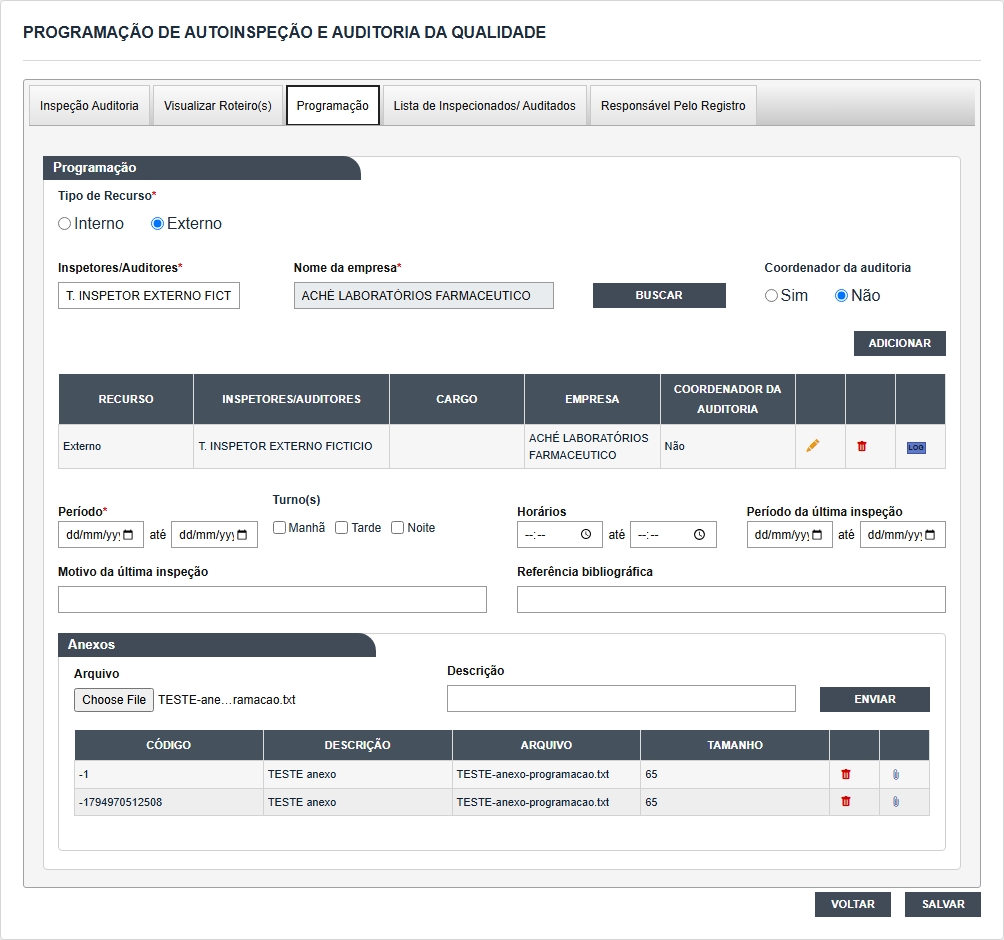 PROGRAMAÇÃO DE AUTOINSPEÇÃO E AUDITORIA DA QUALIDADE
Inspeção Auditoria Visualizar Roteiro(s) Programação Lista de Inspecionados/ Auditados Responsável Pelo Registro
Programação
Tipo de Recurso*
Interno Externo
Inspetores/Auditores* Nome da empresa* Coordenador da auditoria
T. INSPETOR EXTERNO FICT ACHÉ LABORATÓRIOS FARMACEUTICO BUSCAR Sim Não
ADICIONAR
RECURSO INSPETORES/AUDITORES CARGO EMPRESA COORDENADOR DA AUDITORIA
Externo T. INSPETOR EXTERNO FICTICIO ACHÉ LABORATÓRIOS FARMACEUTICO Não LOG
Período* Turno(s) Horários Período da última inspeção
dd/mm/yyy até dd/mm/yyy Manhã Tarde Noite --:-- até --:-- dd/mm/yyy até dd/mm/yyy
Motivo da última inspeção Referência bibliográfica
Anexos
Arquivo Descrição
Choose File TESTE-ane…ramacao.txt ENVIAR
CÓDIGO DESCRIÇÃO ARQUIVO TAMANHO
-1 TESTE anexo TESTE-anexo-programacao.txt 65
-1794970512508 TESTE anexo TESTE-anexo-programacao.txt 65
VOLTAR SALVAR